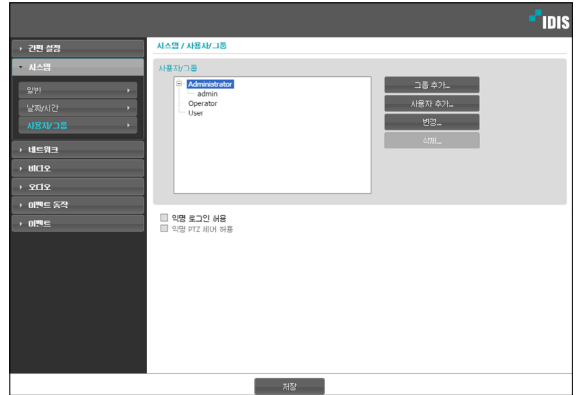 IDIS
간편 설정
시스템
일반
날짜/시간
사용자/그룹
네트워크
비디오
오디오
이벤트 동작
이벤트
시스템 / 사용자/그룹
사용자/그룹
Administrator
admin
Operator
User
그룹 추가...
사용자 추가...
변경...
삭제...
익명 로그인 허용
익명 PTZ 제어 허용
저장